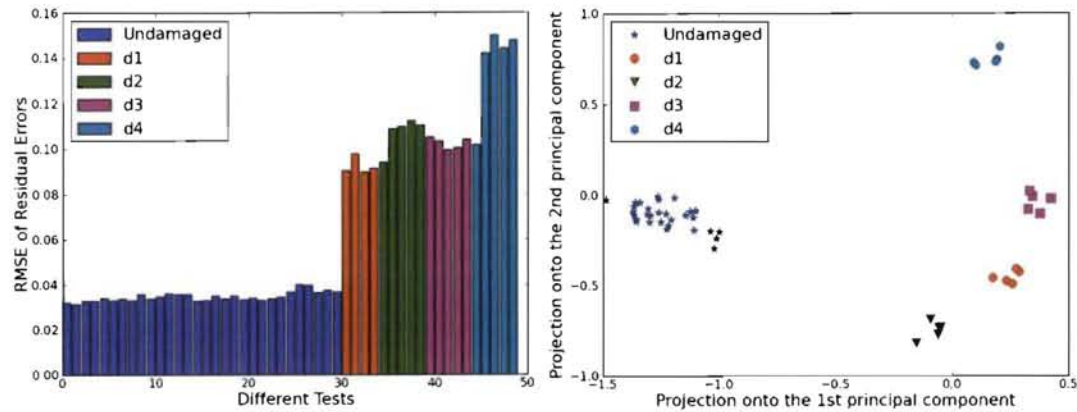 RMSE of Residual Errors
0.16
0.14
0.12
0.10
0.08
0.06
0.04
0.02
0 00
Undamaged
d1
d2
d3
d4
0
10
20
30
40
50
Different Tests
Projection onto the 2nd principal component
1.0
0.5
0.0
−0.5
−1.0
Undamaged
d1
d2
d3
d4
−1.5
−1.0
−0.5
0.0
0.5
Projection onto the 1st principal component